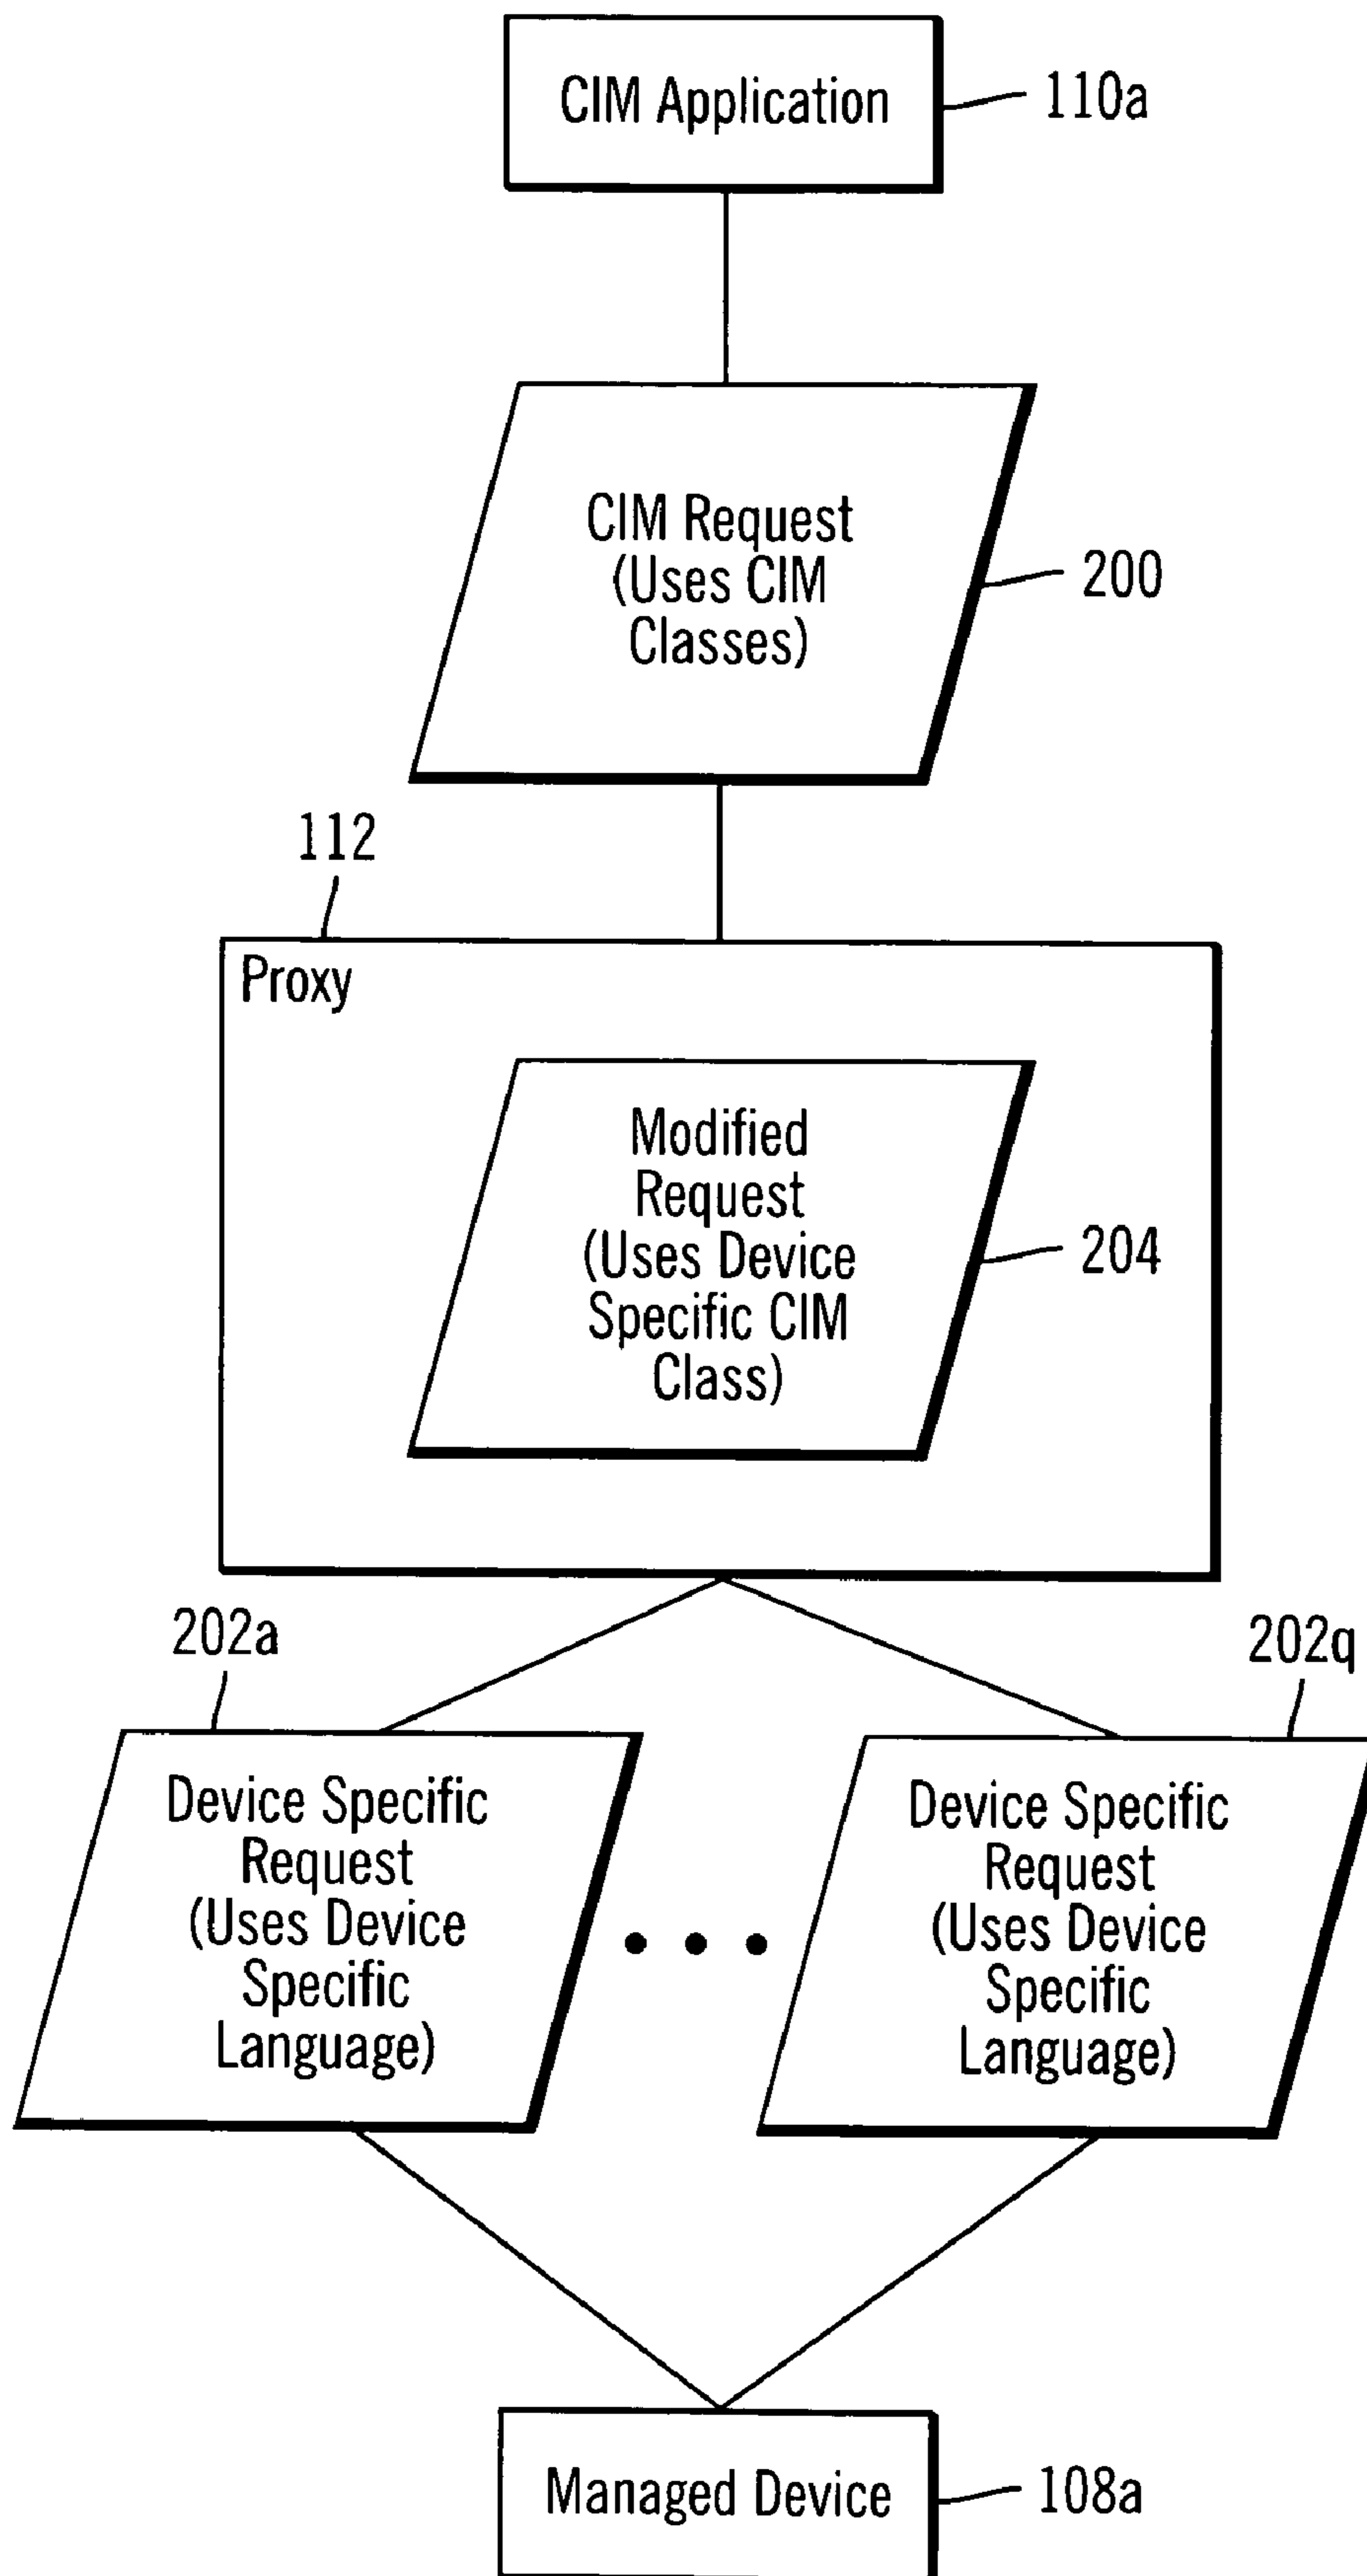 CIM Application
110a
CIM Request
(Uses CIM
Classes)
200
112
Proxy
Modified
Request
(Uses Device
Specific CIM
Class)
204
202a
202q
Device Specific
Request
(Uses Device
Specific
Language)
Device Specific
Request
(Uses Device
Specific
Language)
Managed Device
108a